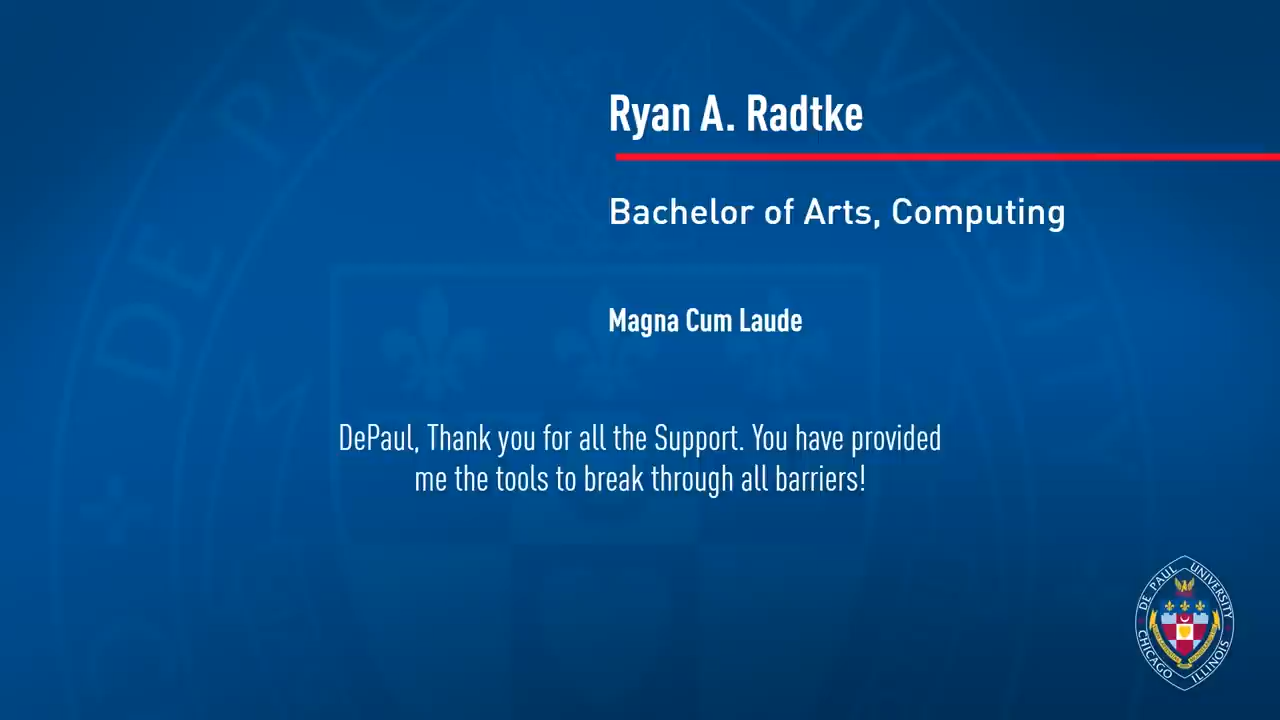 Ryan A. Radtke
Bachelor of Arts, Computing
Magna Cum Laude
DePaul, Thank you for all the Support. You have provided
me the tools to break through all barriers!
DE PAUL UNIVERSITY
CHICAGO ILLINOIS